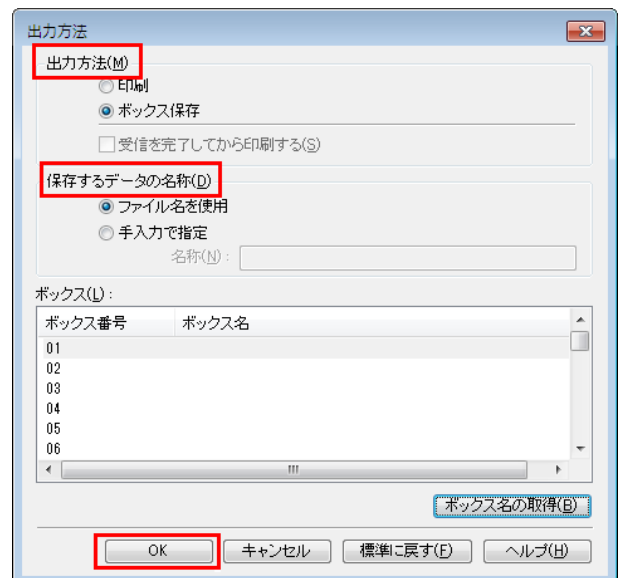 出力方法
出力方法(M)
印刷
ボックス保存
受信を完了してから印刷する(S)
保存するデータの名称(D)
ファイル名を使用
手入力で指定
名称(N):
ボックス(L):
ボックス番号 ボックス名
01
02
03
04
05
06
ボックス名の取得(B)
OK キャンセル 標準に戻す(F) ヘルプ(H)